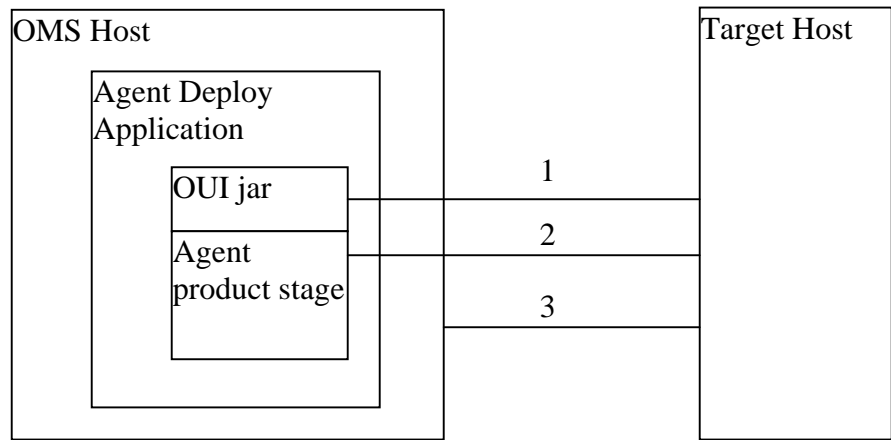 OMS Host
Target Host
Agent Deploy
Application
OUI jar
Agent
product stage
1
2
3